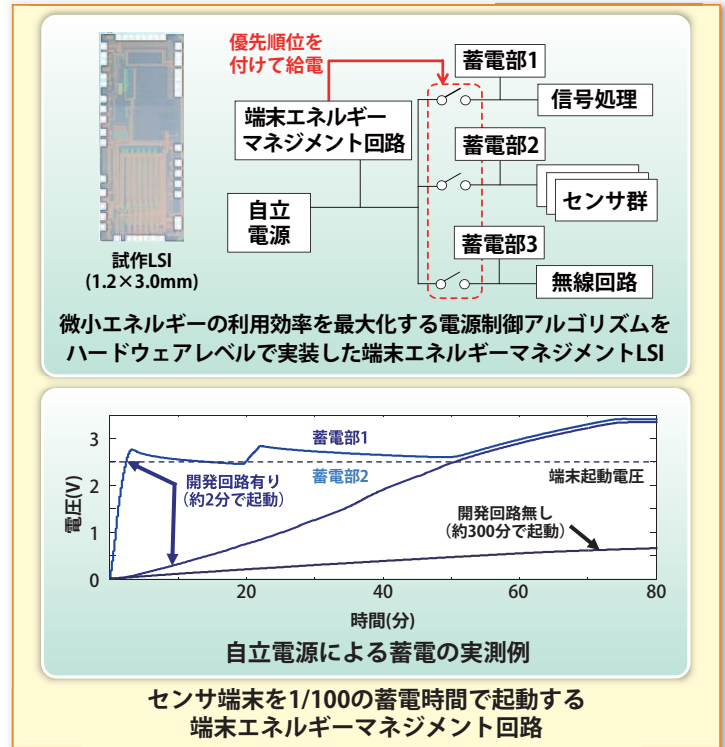 優先順位を
付けて給電
蓄電部1
信号処理
端末エネルギー
マネジメント回路
蓄電部2
センサ群
自立
電源
蓄電部3
無線回路
試作LSI
(1.2×3.0mm)
微小エネルギーの利用効率を最大化する電源制御アルゴリズムを
ハードウェアレベルで実装した端末エネルギーマネジメントLSI
電圧(V)
3
2
1
0
蓄電部1
蓄電部2
端末起動電圧
開発回路有り
(約2分で起動)
開発回路無し
(約300分で起動)
20
40
60
80
時間(分)
自立電源による蓄電の実測例
センサ端末を1/100の蓄電時間で起動する
端末エネルギーマネジメント回路